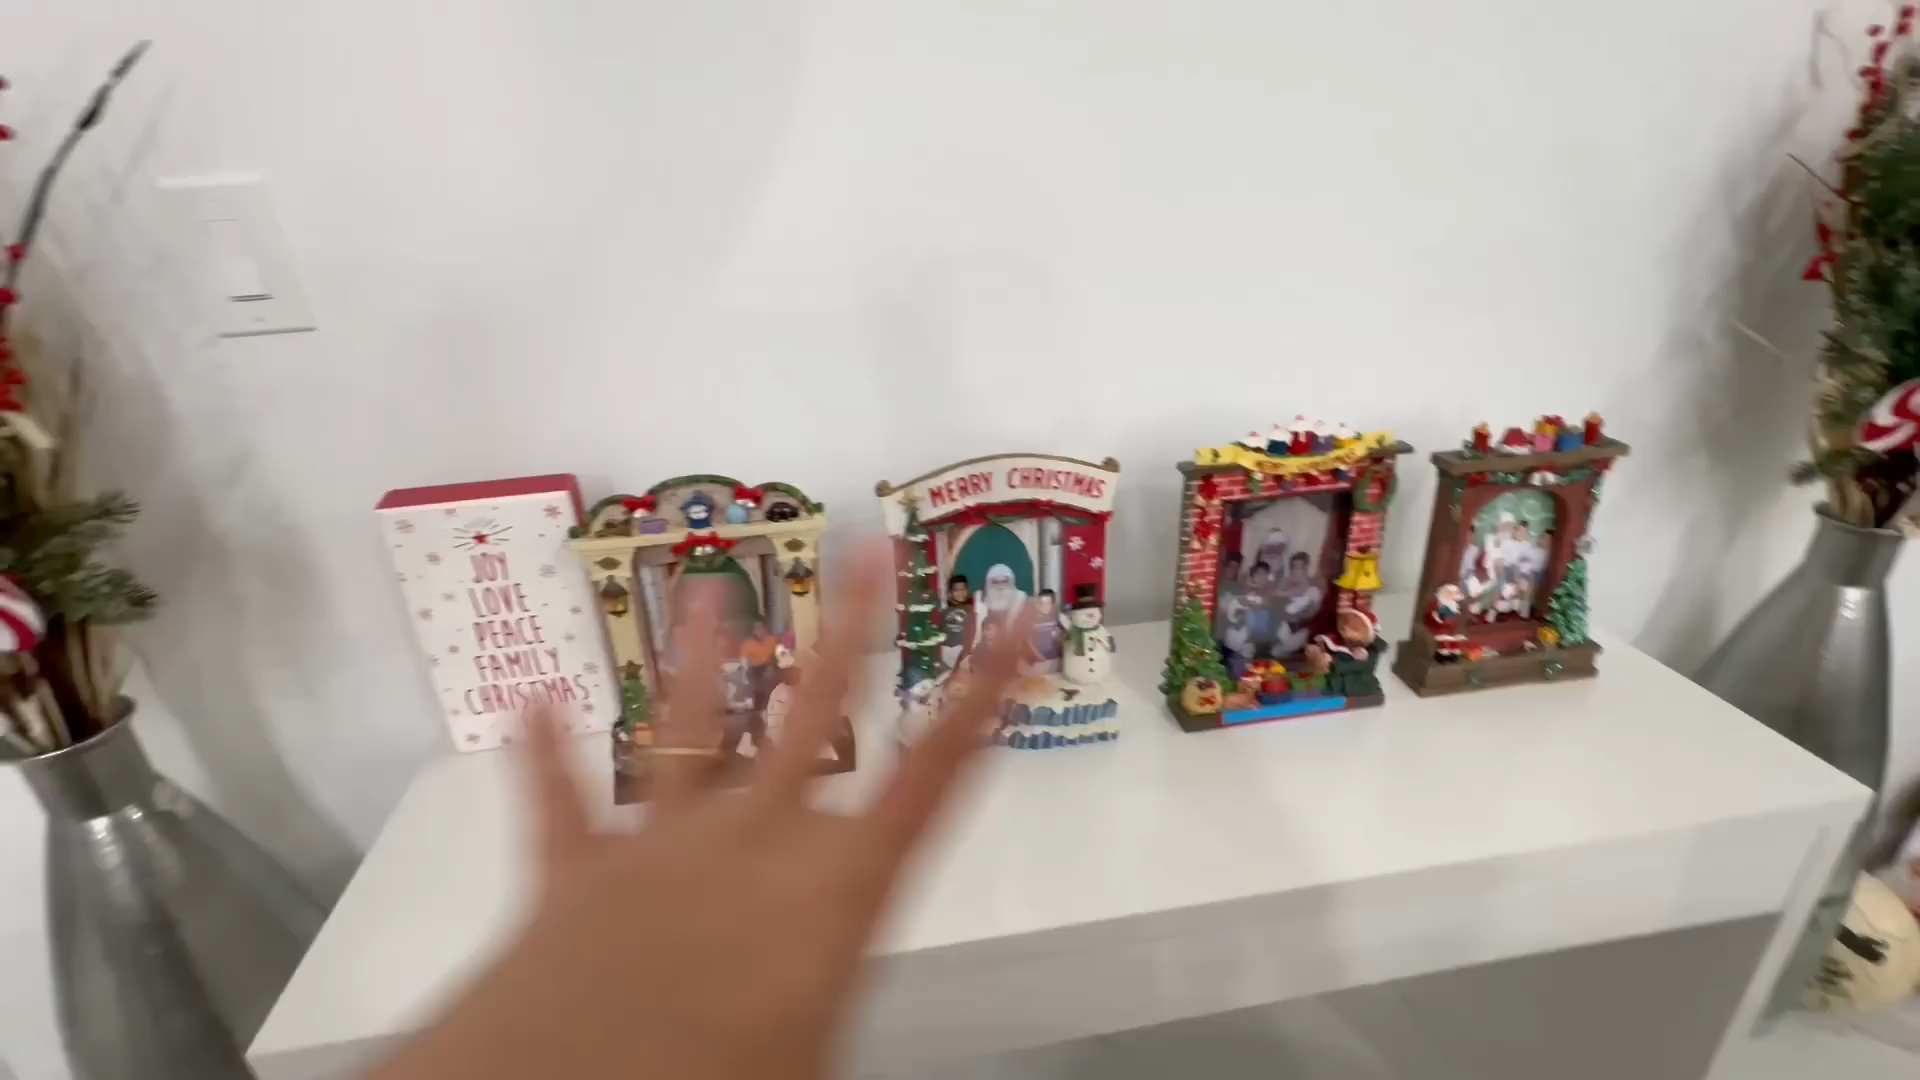 JOY
LOVE
PEACE
FAMILY
CHRISTMAS
MERRY CHRISTMAS